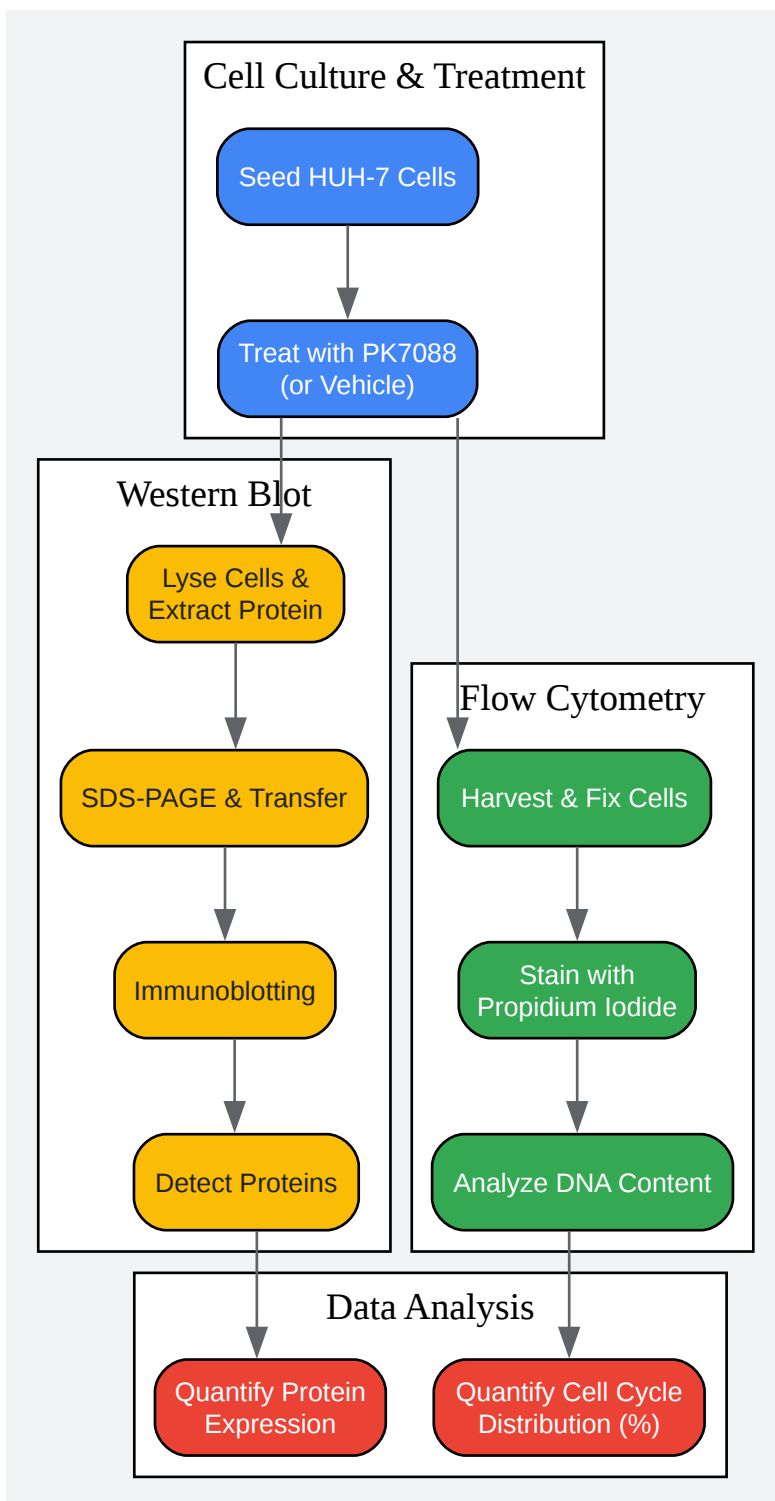 Cell Culture & Treatment
Seed HUH-7 Cells
Treat with PK7088
(or Vehicle)
Western Blot
Lyse Cells &
Extract Protein
SDS-PAGE & Transfer
Immunoblotting
Detect Proteins
Flow Cytometry
Harvest & Fix Cells
Stain with
Propidium Iodide
Analyze DNA Content
Data Analysis
Quantify Protein
Expression
Quantify Cell Cycle
Distribution (%)